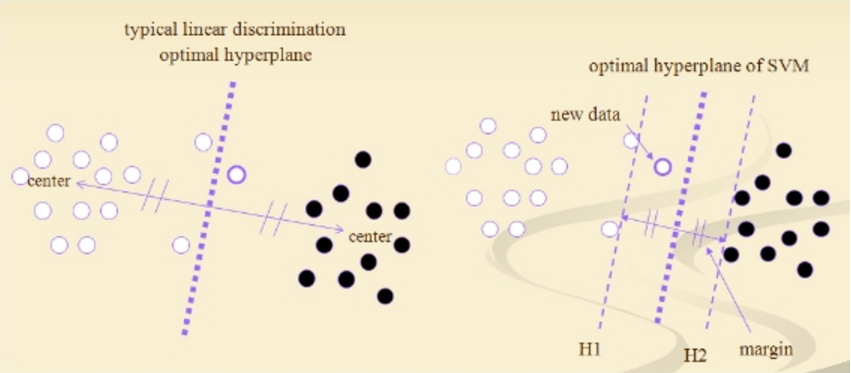 typical linear discrimination
optimal hyperplane
center
center
optimal hyperplane of SVM
new data
H1
H2
margin